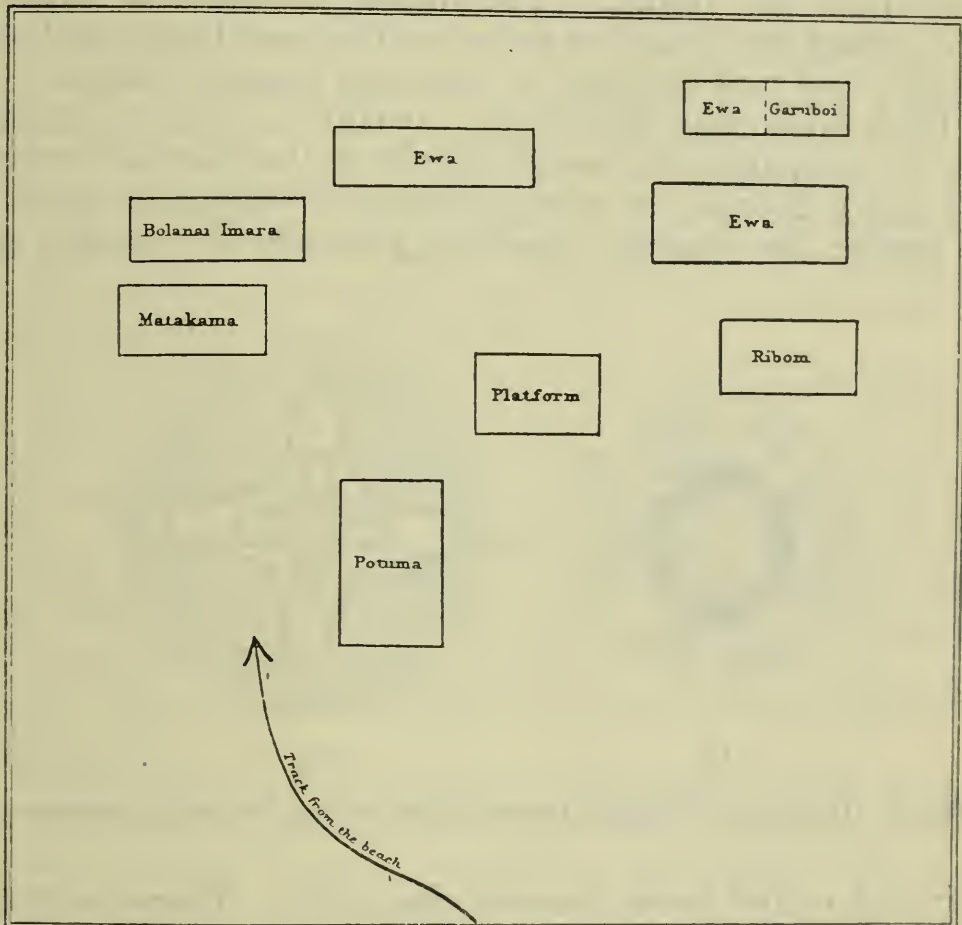 Ewa Garuboi
Ewa
Bolanai Imara
Ewa
Matakama
Ribom
Platform
Potuma
Track from the beach